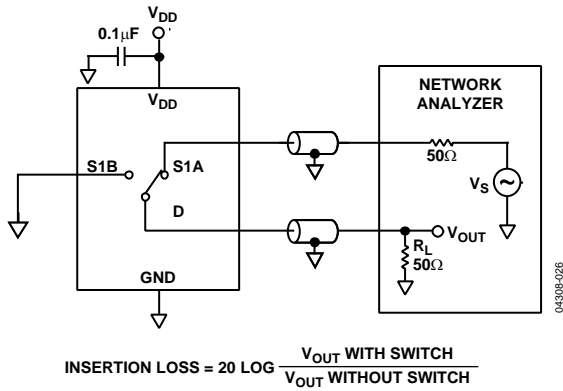 VDD
0.1μF
VDD
NETWORK
ANALYZER
S1B
S1A
50Ω
VS
D
VOUT
RL
50Ω
GND
04308-026
INSERTION LOSS = 20 LOG VOUT WITH SWITCH
VOUT WITHOUT SWITCH